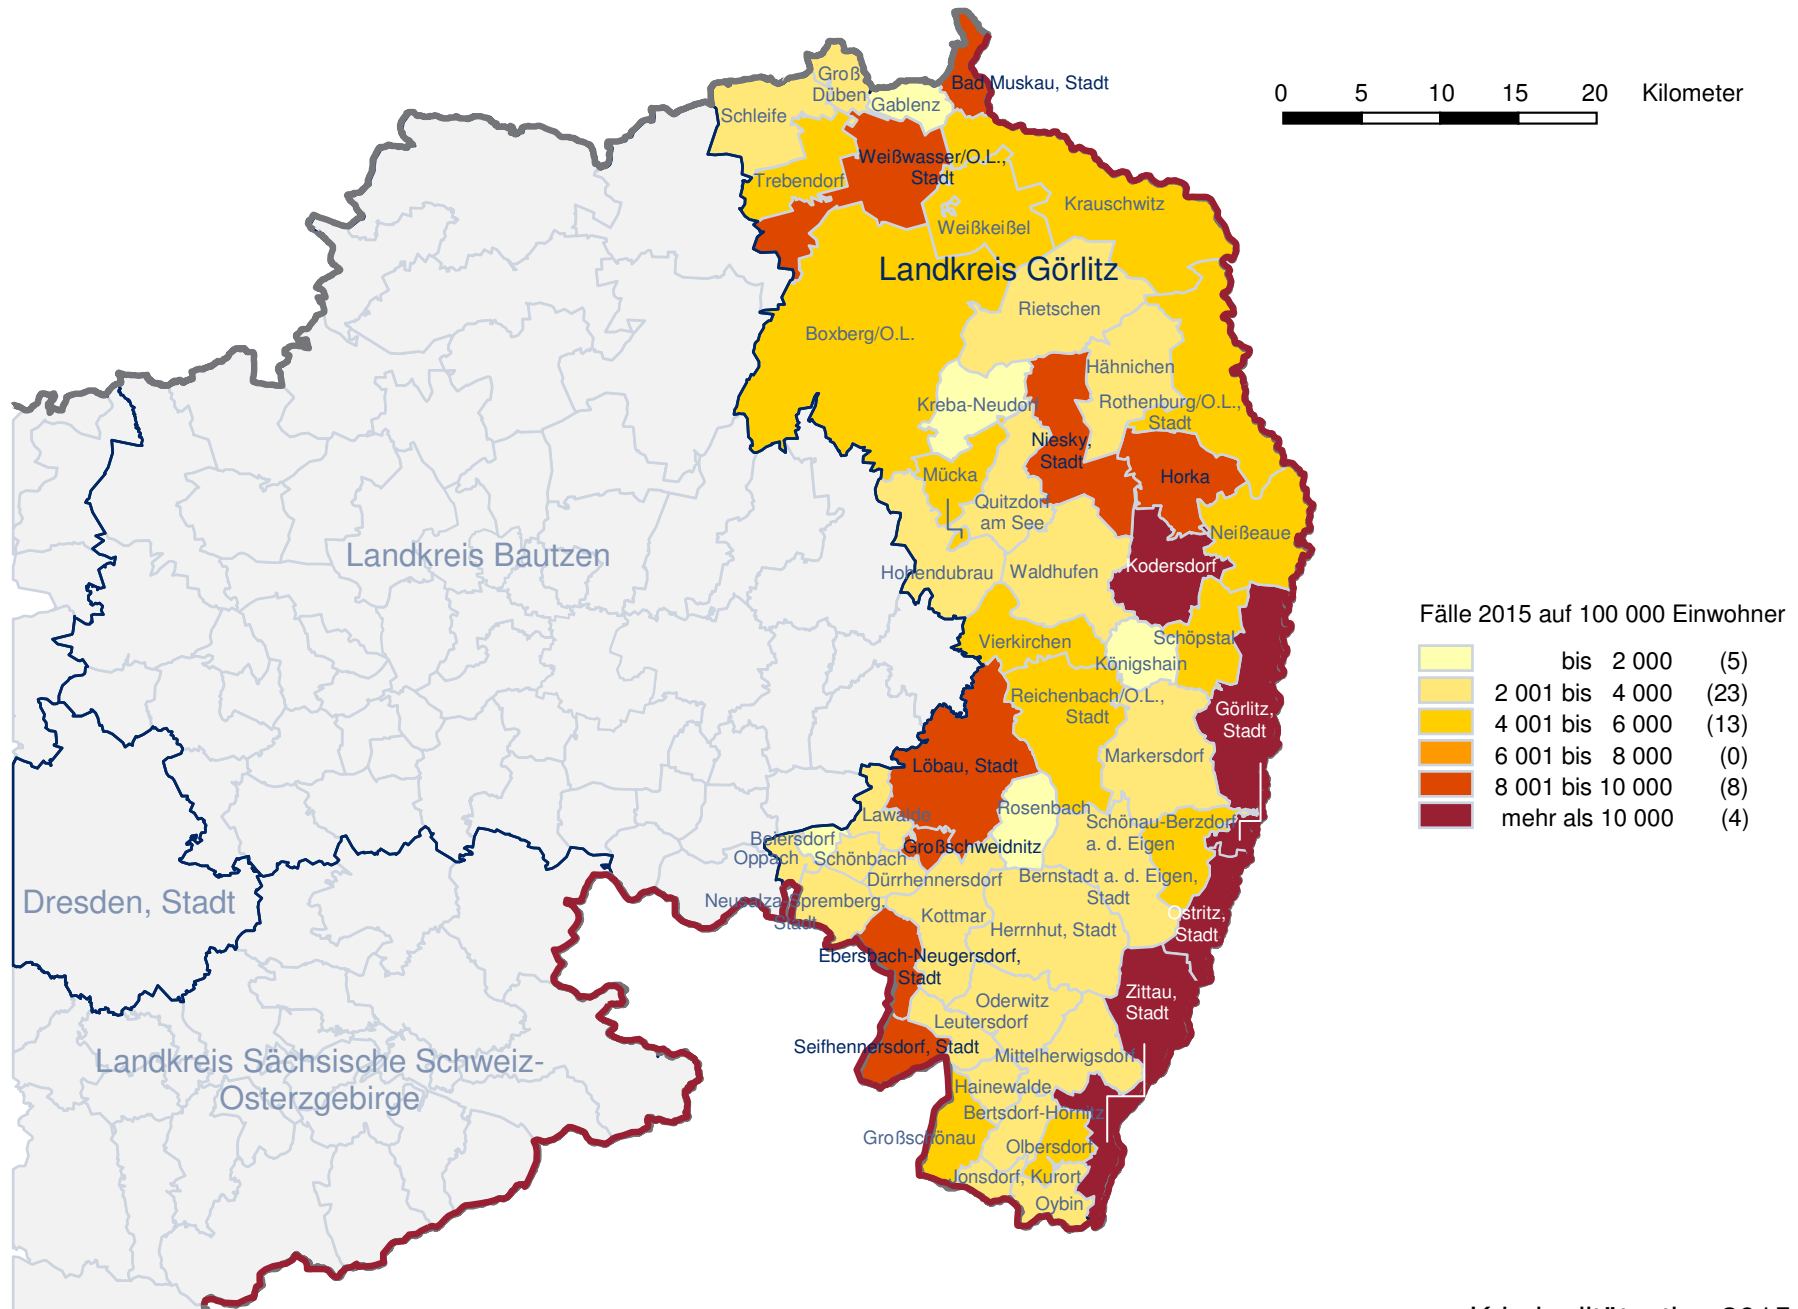 0 5 10 15 20 Kilometer
Groß
Düben
Bad Muskau, Stadt
Gablenz
Schleife
Weißwasser/O.L.,
Stadt
Trebendorf
Krauschwitz
Weißkeißel
Landkreis Görlitz
Rietschen
Boxberg/O.L.
Hähnichen
Kreba-Neudorf
Rothenburg/O.L.,
Stadt
Niesky,
Stadt
Mücka
Horka
Quitzdorf
am See
Neißeaue
Landkreis Bautzen
Hohendubrau
Waldhufen
Kodersdorf
Vierkirchen
Schöpstal
Königshain
Reichenbach/O.L.,
Stadt
Görlitz,
Stadt
Markersdorf
Löbau, Stadt
Rosenbach
Lawalde
Schönau-Berzdorf
a. d. Eigen
Beiersdorf
Großschweidnitz
Oppach
Schönbach
Dürrhennersdorf
Bernstadt a. d. Eigen,
Stadt
Neusalza-Spremberg,
Stadt
Kottmar
Herrnhut, Stadt
Ostritz,
Stadt
Dresden, Stadt
Ebersbach-Neugersdorf,
Stadt
Zittau,
Stadt
Oderwitz
Leutersdorf
Seifhennersdorf, Stadt
Mittelherwigsdorf
Landkreis Sächsische Schweiz-
Osterzgebirge
Hainewalde
Bertsdorf-Hörnitz
Großschönau
Olbersdorf
Jonsdorf, Kurort
Oybin
Fälle 2015 auf 100 000 Einwohner
bis 2 000 (5)
2 001 bis 4 000 (23)
4 001 bis 6 000 (13)
6 001 bis 8 000 (0)
8 001 bis 10 000 (8)
mehr als 10 000 (4)